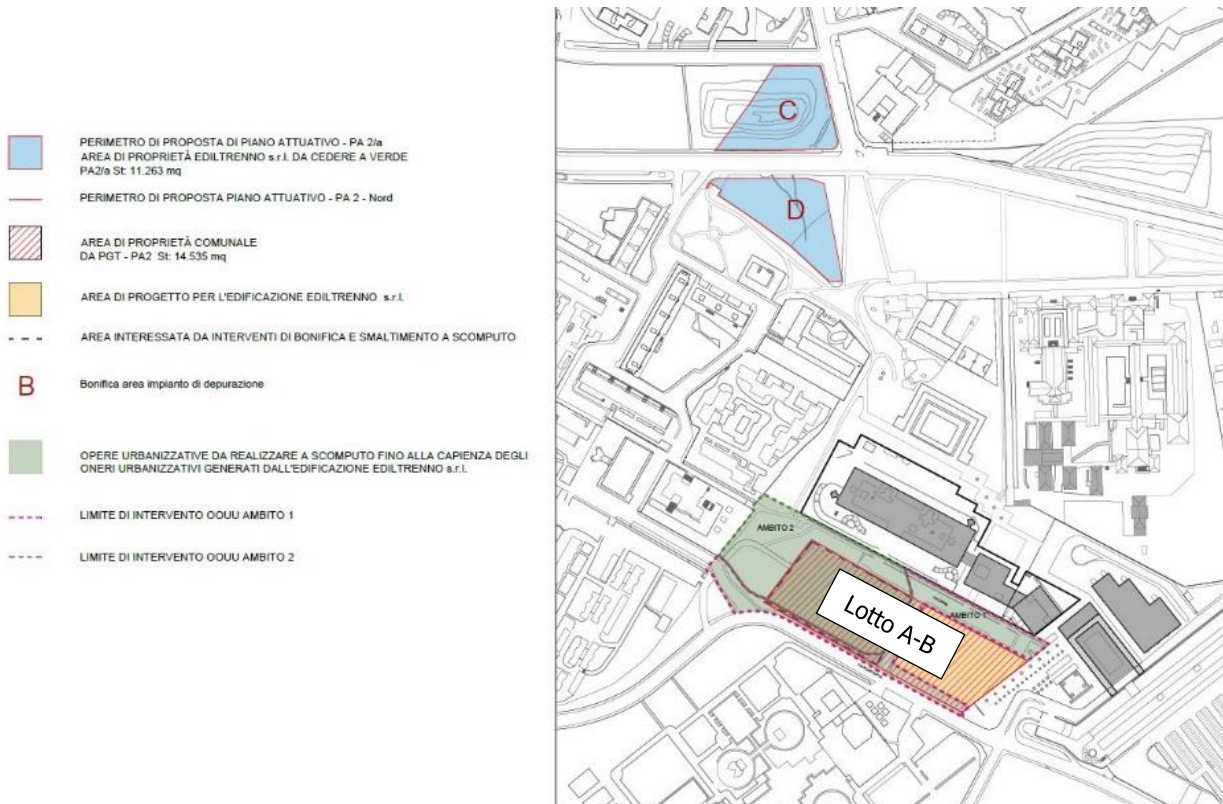 PERIMETRO DI PROPOSTA DI PIANO ATTUATIVO - PA 2/a
AREA DI PROPRIETÀ EDILTRENNO s.r.l. DA CEDERE A VERDE
PA2/a St: 11.263 mq
PERIMETRO DI PROPOSTA PIANO ATTUATIVO - PA 2 - Nord
AREA DI PROPRIETÀ COMUNALE
DA PGT - PA2 St: 14.535 mq
AREA DI PROGETTO PER L'EDIFICAZIONE EDILTRENNO s.r.l.
AREA INTERESSATA DA INTERVENTI DI BONIFICA E SMALTIMENTO A SCOMPUTO
B
Bonifica area impianto di depurazione
OPERE URBANIZZATIVE DA REALIZZARE A SCOMPUTO FINO ALLA CAPIENZA DEGLI
ONERI URBANIZZATIVI GENERATI DALL'EDIFICAZIONE EDILTRENNO s.r.l.
LIMITE DI INTERVENTO OOUU AMBITO 1
LIMITE DI INTERVENTO OOUU AMBITO 2
C
D
AMBITO 2
AMBITO 1
Lotto A-B